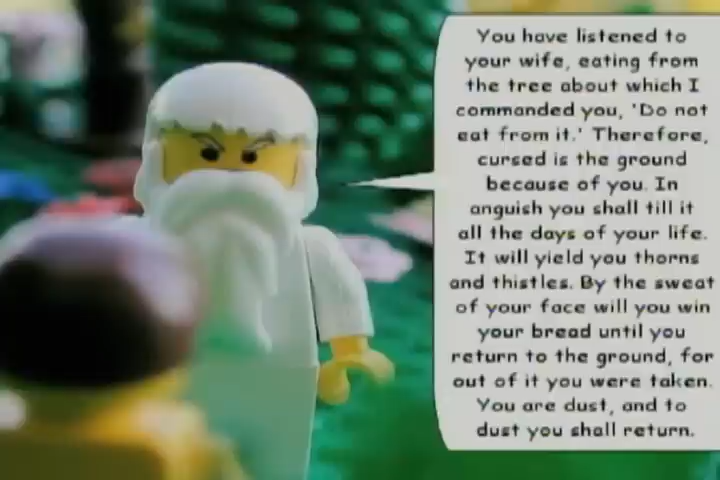 You have listened to
your wife, eating from
the tree about which I
commanded you, 'Do not
eat from it.' Therefore,
cursed is the ground
because of you. In
anguish you shall till it
all the days of your life.
It will yield you thorns
and thistles. By the sweat
of your face will you win
your bread until you
return to the ground, for
out of it you were taken.
You are dust, and to
dust you shall return.